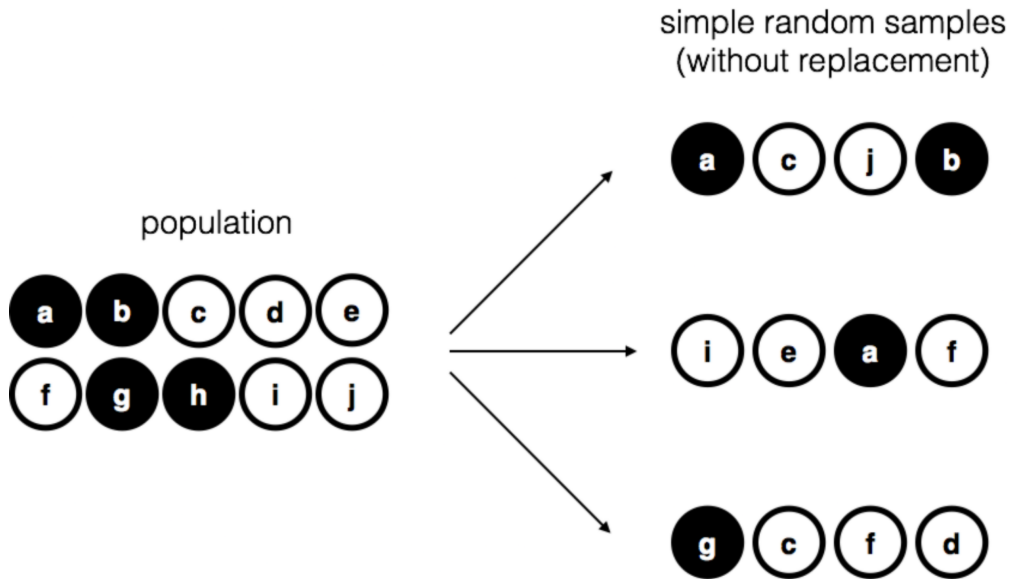 simple random samples
(without replacement)
a c j b
population
a b c d e
i e a f
f g h i j
g c f d